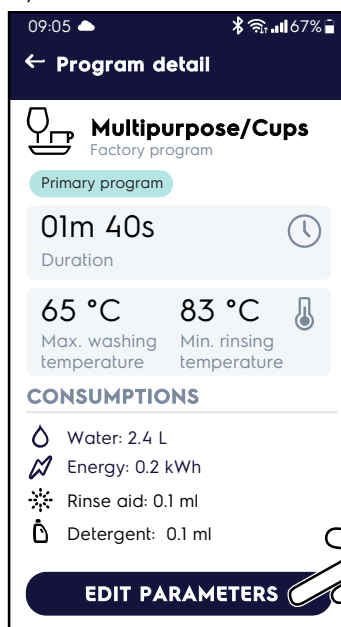 09:05 67%
← Program detail
Multipurpose/Cups
Factory program
Primary program
01m 40s
Duration
65 °C 83 °C
Max. washing Min. rinsing
temperature temperature
CONSUMPTIONS
Water: 2.4 L
Energy: 0.2 kWh
Rinse aid: 0.1 ml
Detergent: 0.1 ml
EDIT PARAMETERS